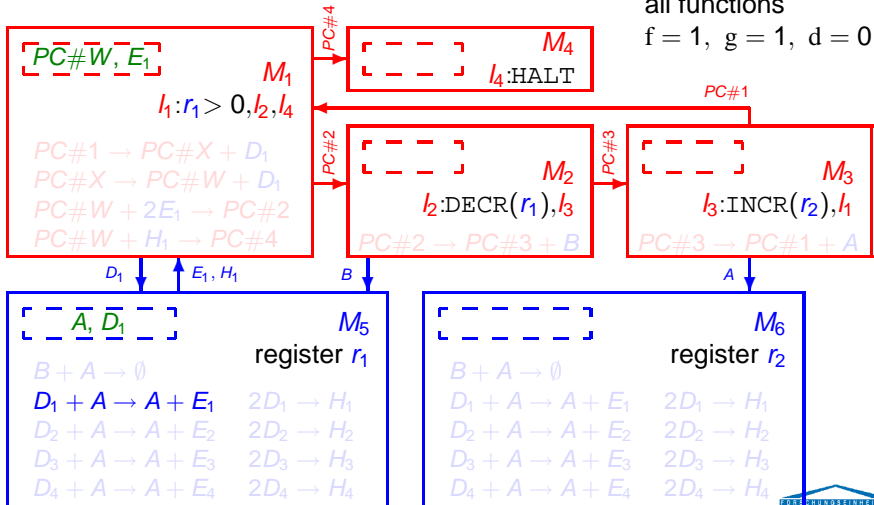 all functions
f = 1, g = 1, d = 0
PC#4
PC#W, E₁
M₁
l₁:r₁ > 0,l₂,l₄
PC#1 → PC#X + D₁
PC#X → PC#W + D₁
PC#W + 2E₁ → PC#2
PC#W + H₁ → PC#4
M₄
l₄:HALT
PC#1
PC#2
M₂
l₂:DECR(r₁),l₃
PC#2 → PC#3 + B
PC#3
M₃
l₃:INCR(r₂),l₁
PC#3 → PC#1 + A
D₁
E₁, H₁
B
A
A, D₁
M₅
register r₁
B + A → ∅
D₁ + A → A + E₁ 2D₁ → H₁
D₂ + A → A + E₂ 2D₂ → H₂
D₃ + A → A + E₃ 2D₃ → H₃
D₄ + A → A + E₄ 2D₄ → H₄
M₆
register r₂
B + A → ∅
D₁ + A → A + E₁ 2D₁ → H₁
D₂ + A → A + E₂ 2D₂ → H₂
D₃ + A → A + E₃ 2D₃ → H₃
D₄ + A → A + E₄ 2D₄ → H₄